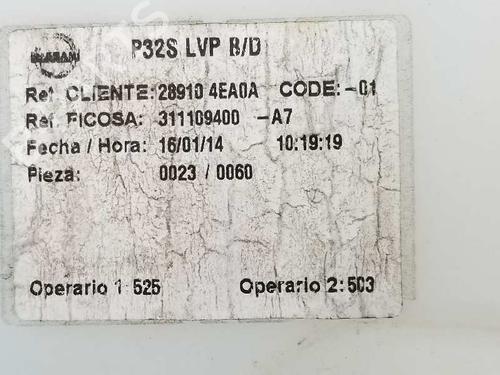 NISSAN
P32S LVP B/D
Ref. CLIENTE: 28910 4EA0A CODE: -01
Ref. FICOSA: 311109400 -A7
Fecha / Hora: 16/01/14 10:19:19
Pieza: 0023 / 0060
Operario 1: 525 Operario 2: 503